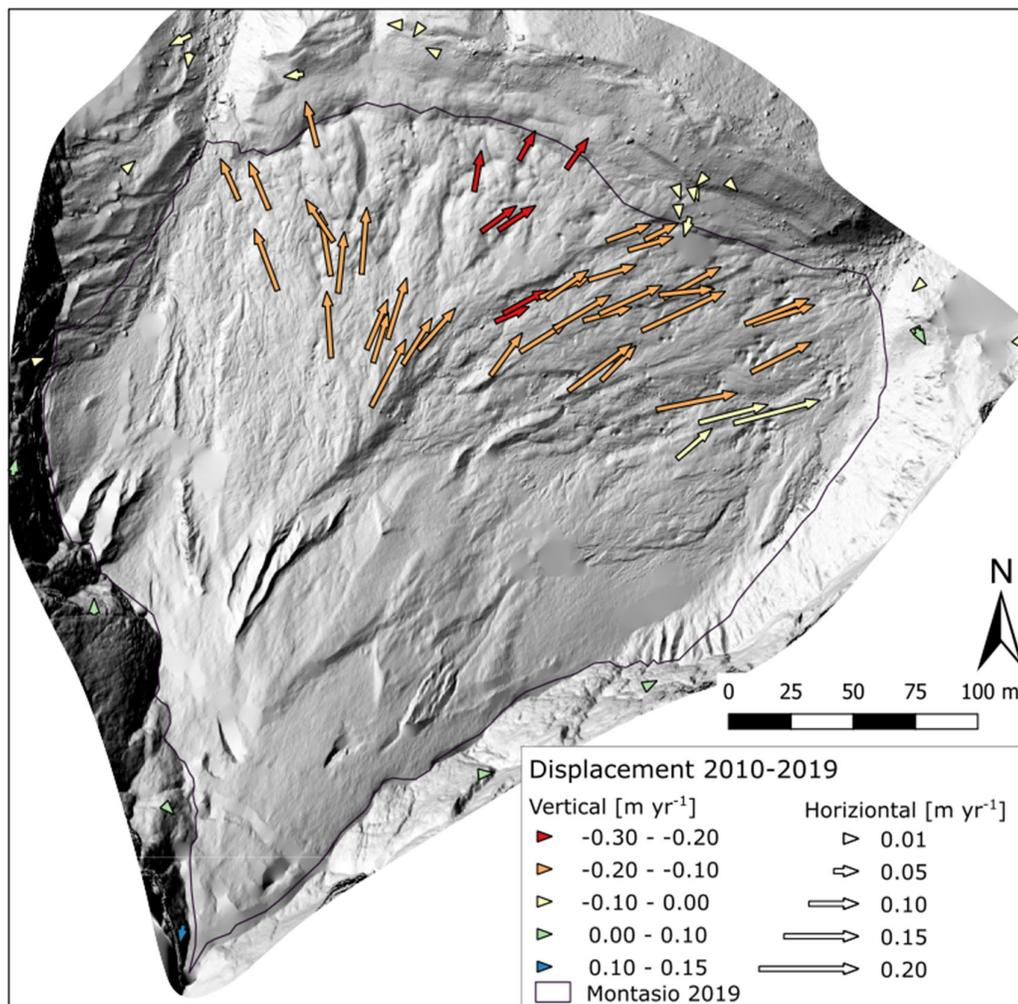 N
0 25 50 75 100 m
Displacement 2010-2019
Vertical [m yr-1]
Horiziontal [m yr-1]
-0.30 - -0.20
0.01
-0.20 - -0.10
0.05
-0.10 - 0.00
0.10
0.00 - 0.10
0.15
0.10 - 0.15
0.20
Montasio 2019